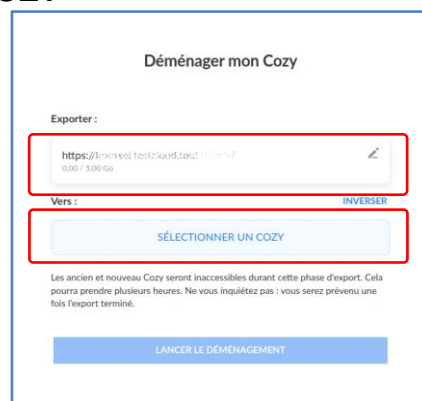 Déménager mon Cozy
Exporter :
https://
0,00 / 5,00 Go
Vers :
INVERSER
SÉLECTIONNER UN COZY
Les ancien et nouveau Cozy seront inaccessibles durant cette phase d'export. Cela
pourra prendre plusieurs heures. Ne vous inquiétez pas : vous serez prévenu une
fois l'export terminé.
LANCER LE DÉMÉNAGEMENT